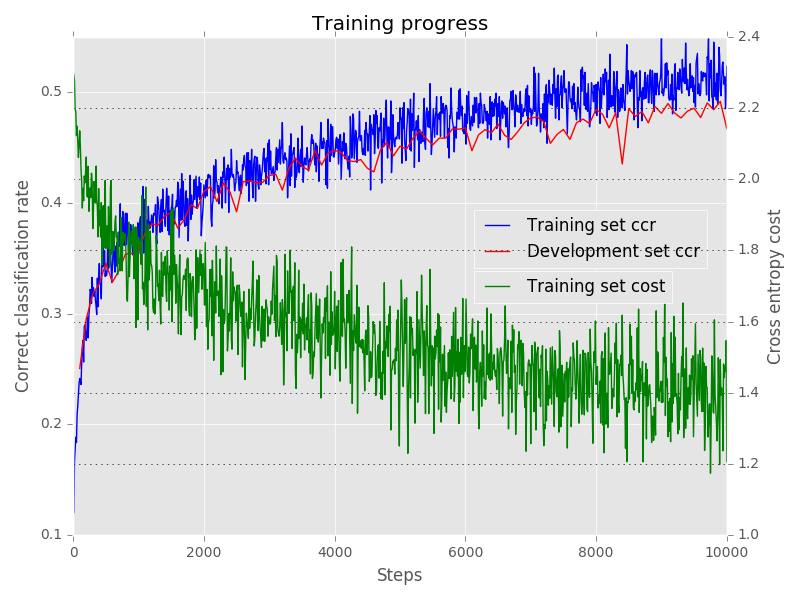 Training progress
2.4
0.5
2.2
0.4
2.0
Training set ccr
Development set ccr
1.8
Training set cost
0.3
1.6
0.2
1.4
1.2
0.1
1.0
0
2000
4000
6000
8000
10000
Steps
Correct classification rate
Cross entropy cost